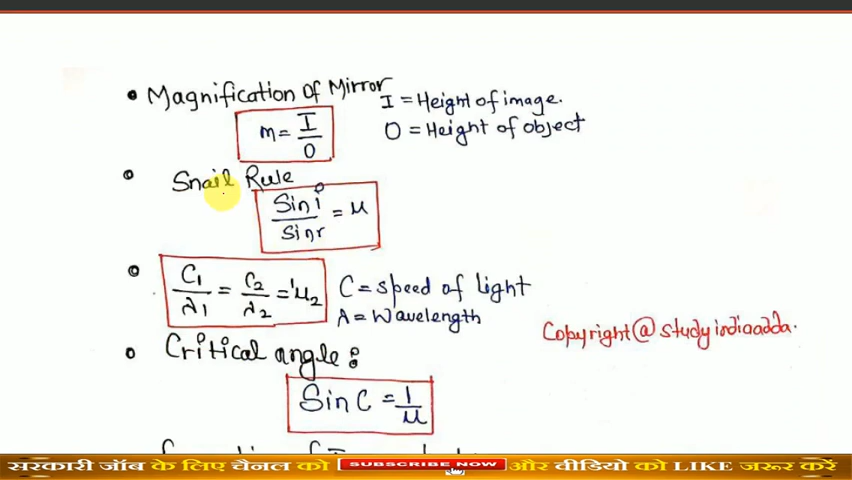 • Magnification Of Mirror
I = Height of image.
O = Height of object
m = I/O
• Snail Rule
Sin i / Sin r = μ
• C₁/λ₁ = C₂/λ₂ = ¹μ₂
C = speed of light
λ = Wavelength
Copyright@studyindiaadda.
• Critical angle:
Sin C = 1/μ
सरकारी जॉब के लिए चैनल को SUBSCRIBE NOW और वीडियो को LIKE जरूर करें